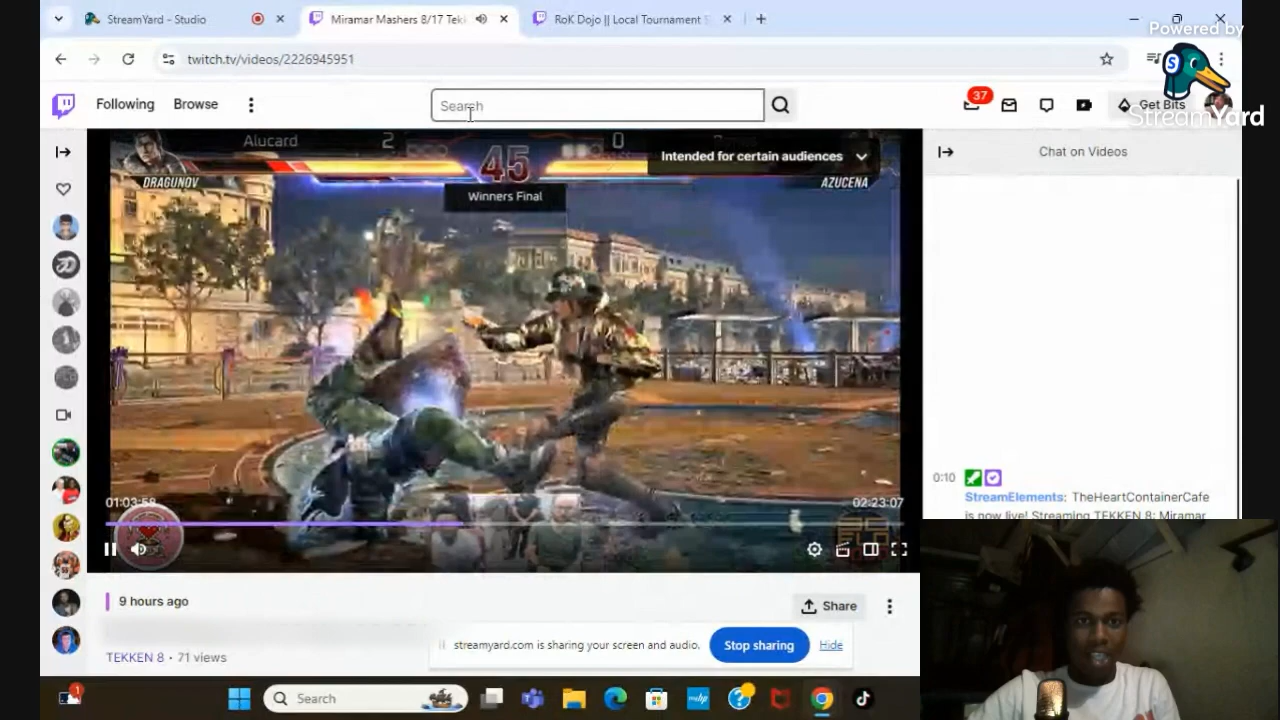 StreamYard - Studio
Miramar Mashers 8/17 Tek
RoK Dojo || Local Tournament
Powered by
twitch.tv/videos/2226945951
Following
Browse
Search
37
Get Bits
StreamYard
Alucard
2
0
45
Intended for certain audiences
Chat on Videos
DRAGUNOV
AZUCENA
Winners Final
01:03:58
02:23:07
0:10
StreamElements: TheHeartContainerCafe
is now live! Streaming TEKKEN 8: Miramar
9 hours ago
Share
streamyard.com is sharing your screen and audio.
Stop sharing
Hide
TEKKEN 8 • 71 views
1
Search